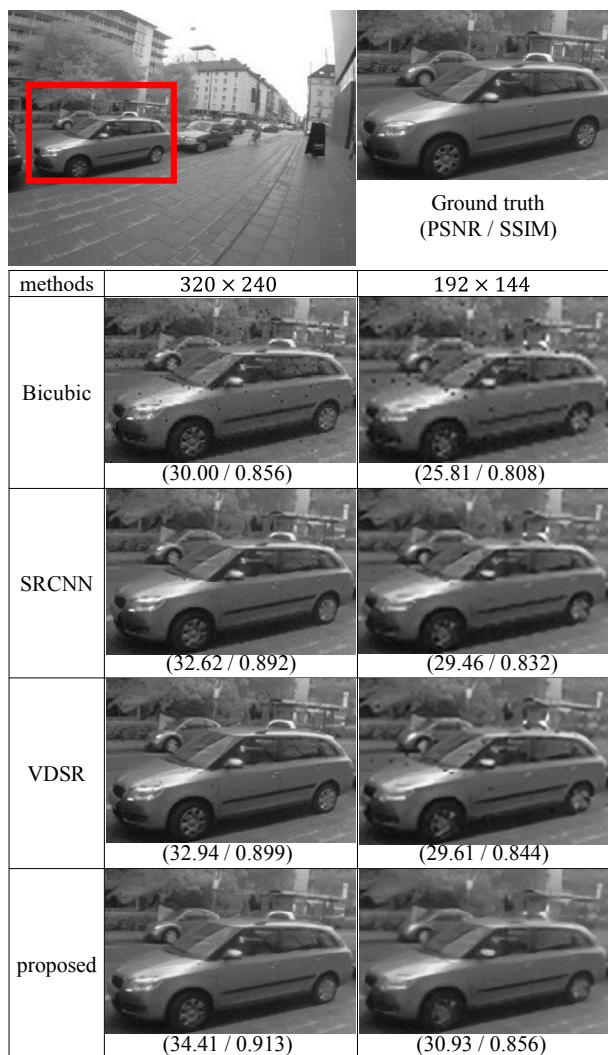 Ground truth
(PSNR / SSIM)
methods 320 × 240 192 × 144
Bicubic
(30.00 / 0.856) (25.81 / 0.808)
SRCNN
(32.62 / 0.892) (29.46 / 0.832)
VDSR
(32.94 / 0.899) (29.61 / 0.844)
proposed
(34.41 / 0.913) (30.93 / 0.856)